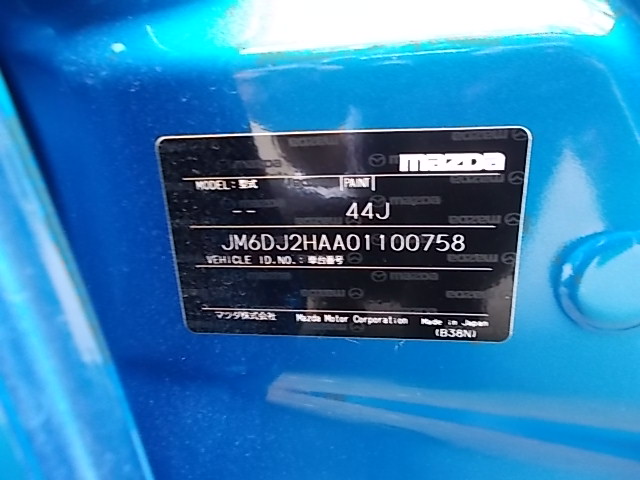 mazda
MODEL:型式 PAINT
-- 44J
JM6DJ2HAA01100758
VEHICLE ID.NO.:車台番号
マツダ株式会社 Mazda Motor Corporation Made in Japan
(B38N)